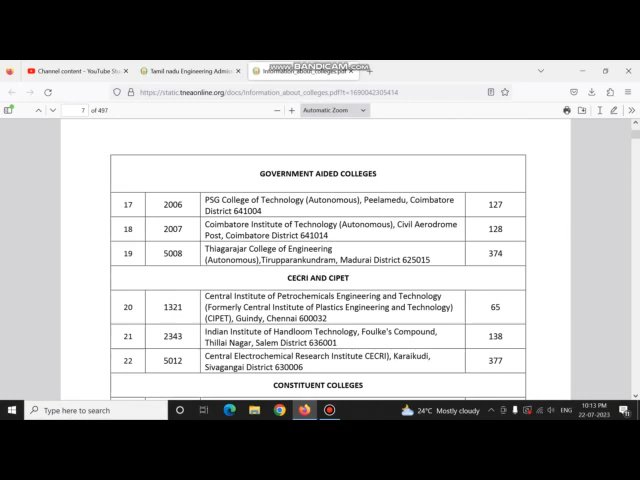 www.BANDICAM.com
Channel content - YouTube Stu
Tamil nadu Engineering Admis
information_about_colleges.pdf
https://static.tneaonline.org/docs/Information_about_colleges.pdf?t=1690042305414
7 of 497
Automatic Zoom
GOVERNMENT AIDED COLLEGES
17 2006 PSG College of Technology (Autonomous), Peelamedu, Coimbatore 127
District 641004
18 2007 Coimbatore Institute of Technology (Autonomous), Civil Aerodrome 128
Post, Coimbatore District 641014
19 5008 Thiagarajar College of Engineering 374
(Autonomous),Tirupparankundram, Madurai District 625015
CECRI AND CIPET
20 1321 Central Institute of Petrochemicals Engineering and Technology 65
(Formerly Central Institute of Plastics Engineering and Technology)
(CIPET), Guindy, Chennai 600032
21 2343 Indian Institute of Handloom Technology, Foulke's Compound, 138
Thillai Nagar, Salem District 636001
22 5012 Central Electrochemical Research Institute CECRI), Karaikudi, 377
Sivagangai District 630006
CONSTITUENT COLLEGES
Type here to search
24°C Mostly cloudy
ENG
10:13 PM
22-07-2023